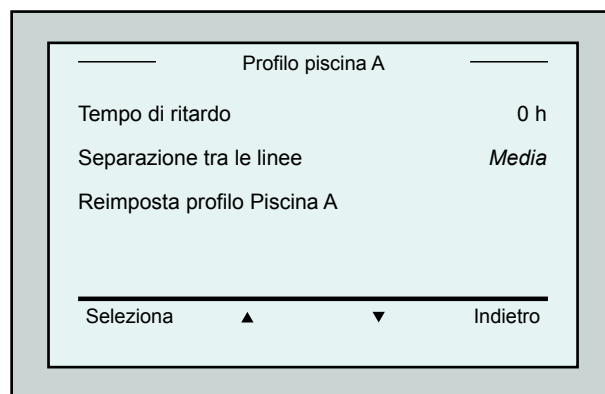 Profilo piscina A
Tempo di ritardo 0 h
Separazione tra le linee Media
Reimposta profilo Piscina A
Seleziona ▲ ▼ Indietro